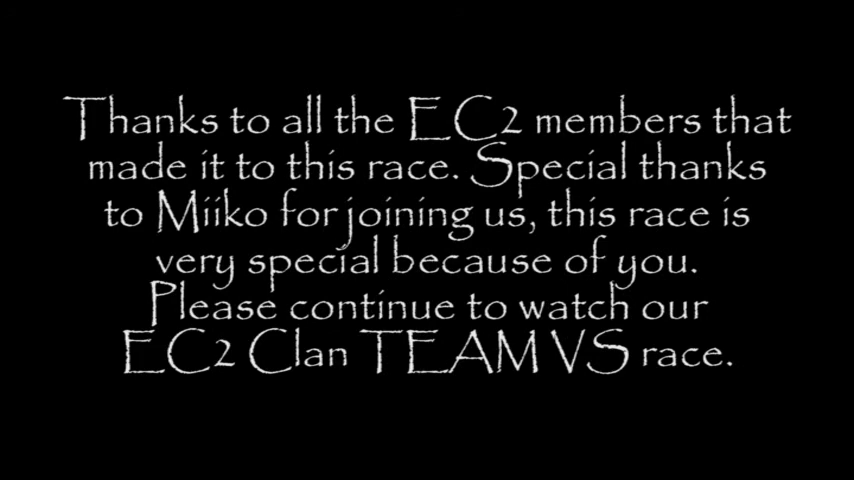 Thanks to all the EC2 members that
made it to this race. Special thanks
to Miiko for joining us, this race is
very special because of you.
Please continue to watch our
EC2 Clan TEAM VS race.